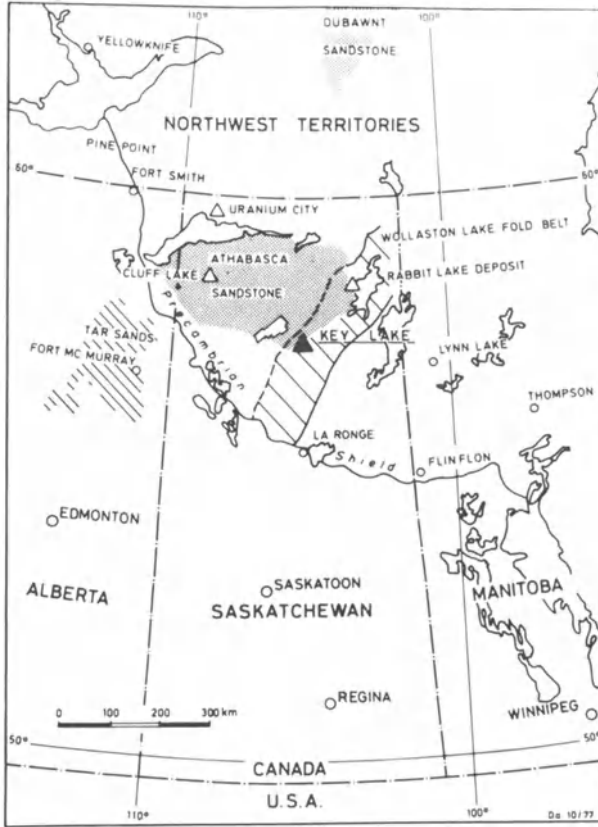 110°
DUBAWNT
100°
YELLOWKNIFE
SANDSTONE
NORTHWEST TERRITORIES
PINE POINT
60°
FORT SMITH
60°
URANIUM CITY
WOLLASTON LAKE FOLD BELT
ATHABASCA
CLUFF LAKE
RABBIT LAKE DEPOSIT
SANDSTONE
Precambrian
TAR SANDS
KEY LAKE
FORT MC MURRAY
LYNN LAKE
THOMPSON
LA RONGE
Shield
FLINFLON
EDMONTON
ALBERTA
SASKATOON
MANITOBA
SASKATCHEWAN
0 100 200 300 km
REGINA
WINNIPEG
50°
50°
CANADA
U.S.A.
110°
100°
Da 10/77